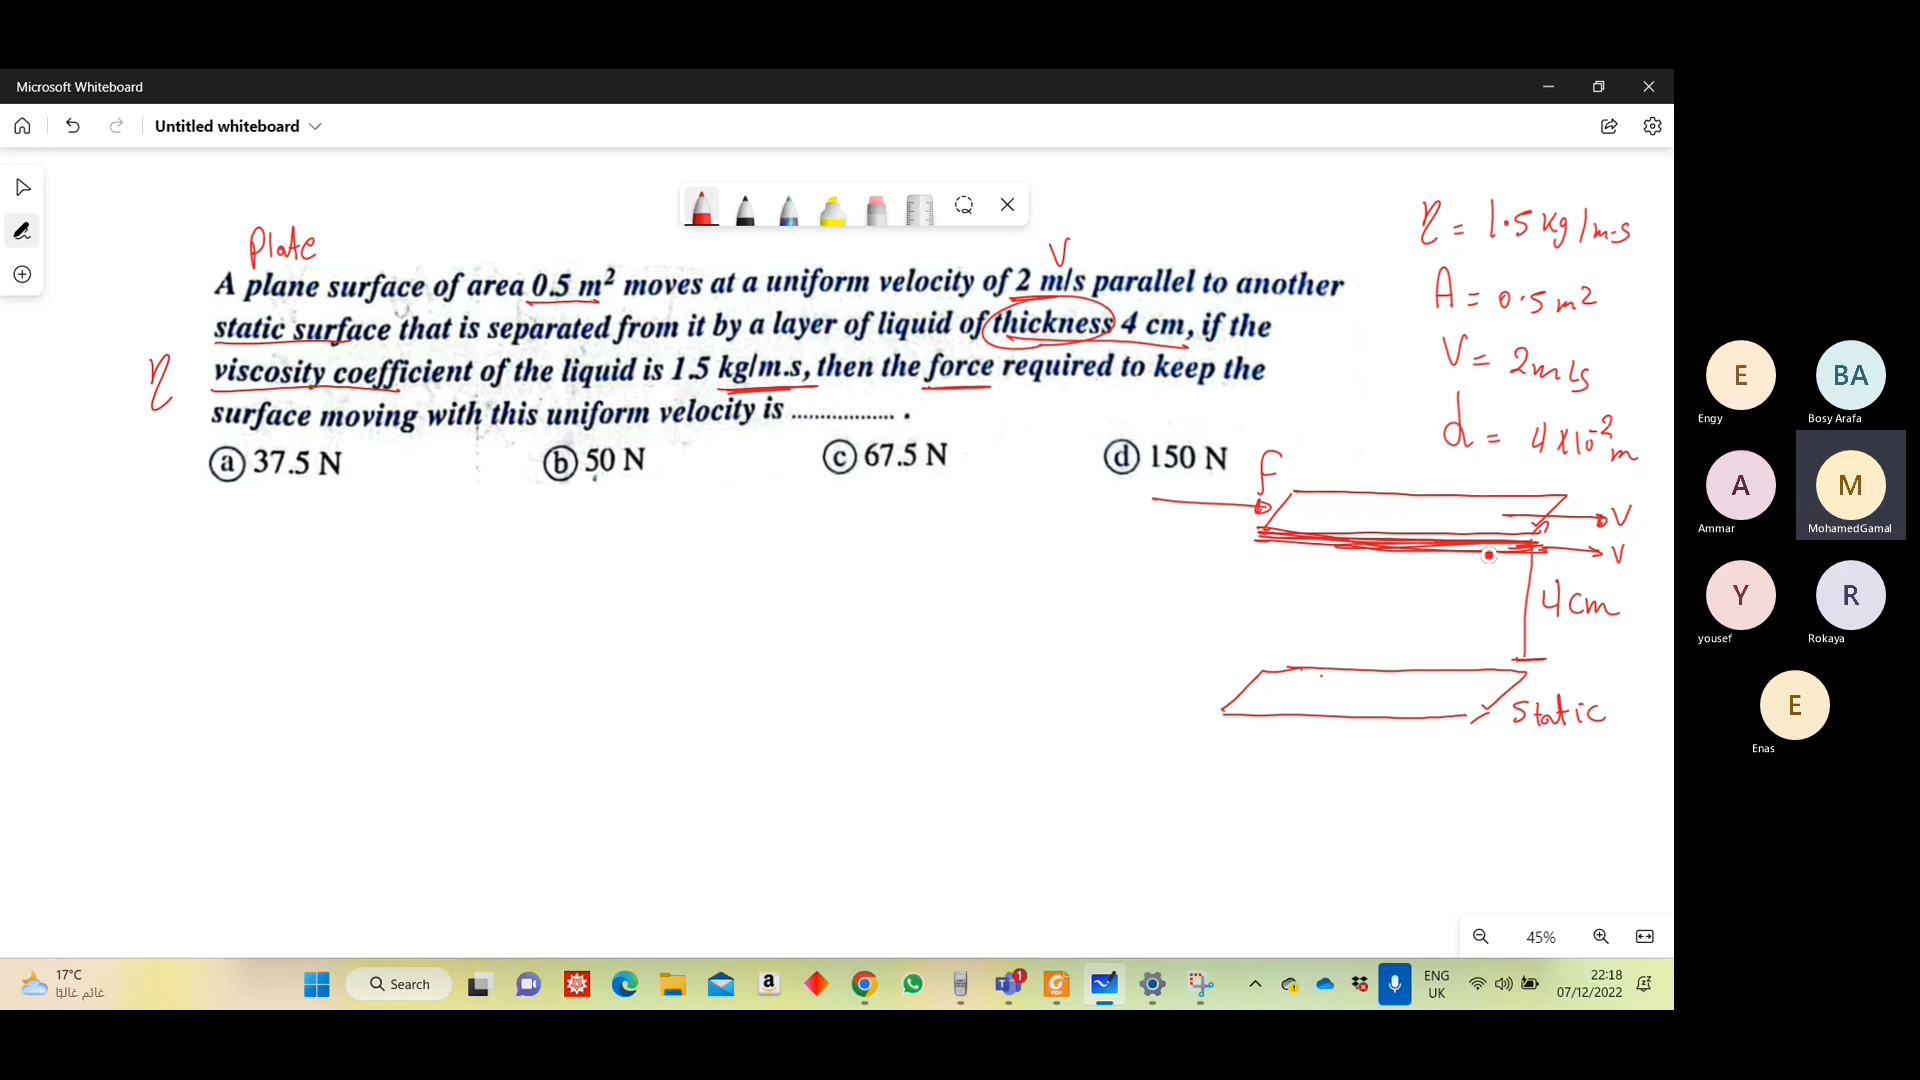 Microsoft Whiteboard
Untitled whiteboard
Plate
V
A plane surface of area 0.5 m² moves at a uniform velocity of 2 m/s parallel to another
static surface that is separated from it by a layer of liquid of thickness 4 cm, if the
η
viscosity coefficient of the liquid is 1.5 kg/m.s, then the force required to keep the
surface moving with this uniform velocity is ................. .
a 37.5 N
b 50 N
c 67.5 N
d 150 N
η = 1.5 kg/m.s
A = 0.5 m2
V = 2 m/s
d = 4 x 10-2 m
F
V
V
4 cm
Static
45%
E
Engy
BA
Bosy Arafa
A
Ammar
M
MohamedGamal
Y
yousef
R
Rokaya
E
Enas
17°C
غائم غالبًا
Search
a
1
ENG
UK
22:18
07/12/2022